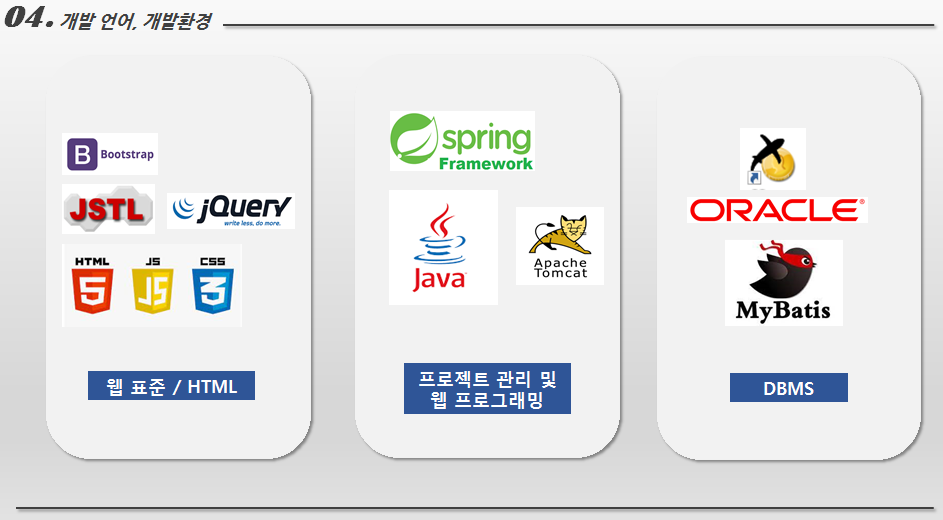 04. 개발 언어, 개발환경
B Bootstrap
JSTL
jQuery
write less, do more.
HTML JS CSS
5 JS 3
웹 표준 / HTML
spring
Framework
Java
Apache
Tomcat
프로젝트 관리 및
웹 프로그래밍
ORACLE
MyBatis
DBMS